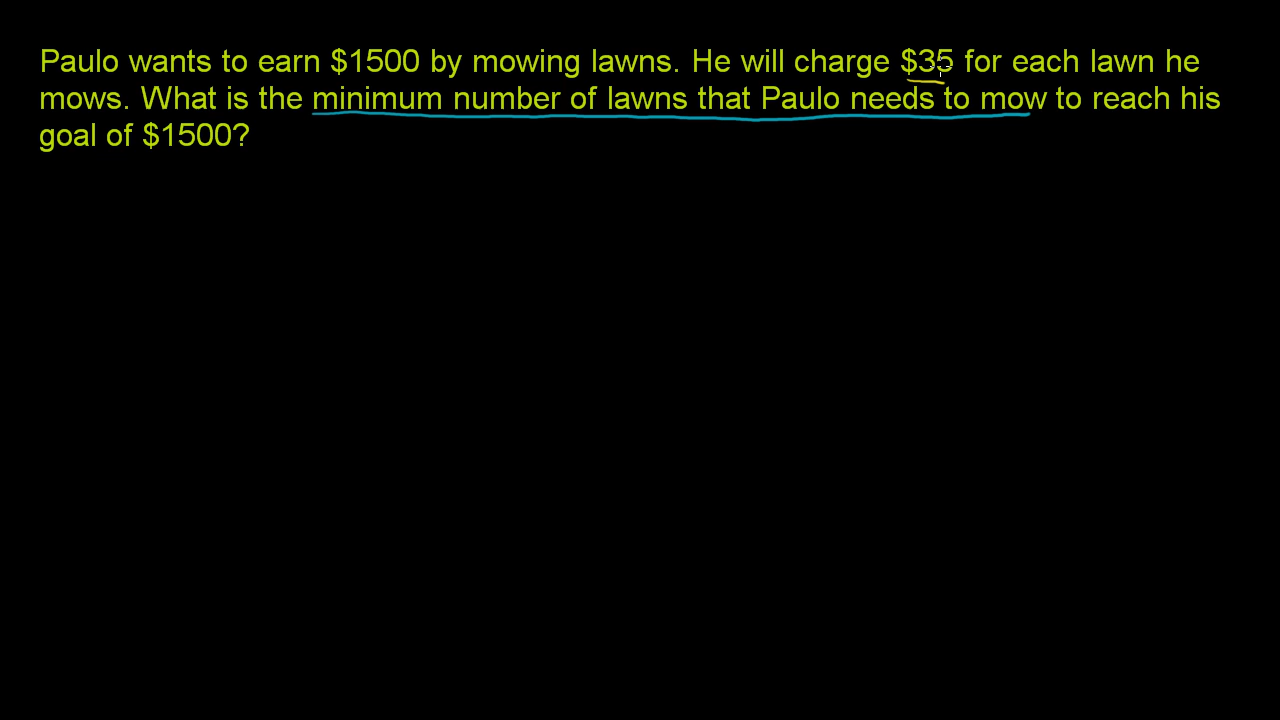 Paulo wants to earn $1500 by mowing lawns. He will charge $35 for each lawn he
mows. What is the minimum number of lawns that Paulo needs to mow to reach his
goal of $1500?